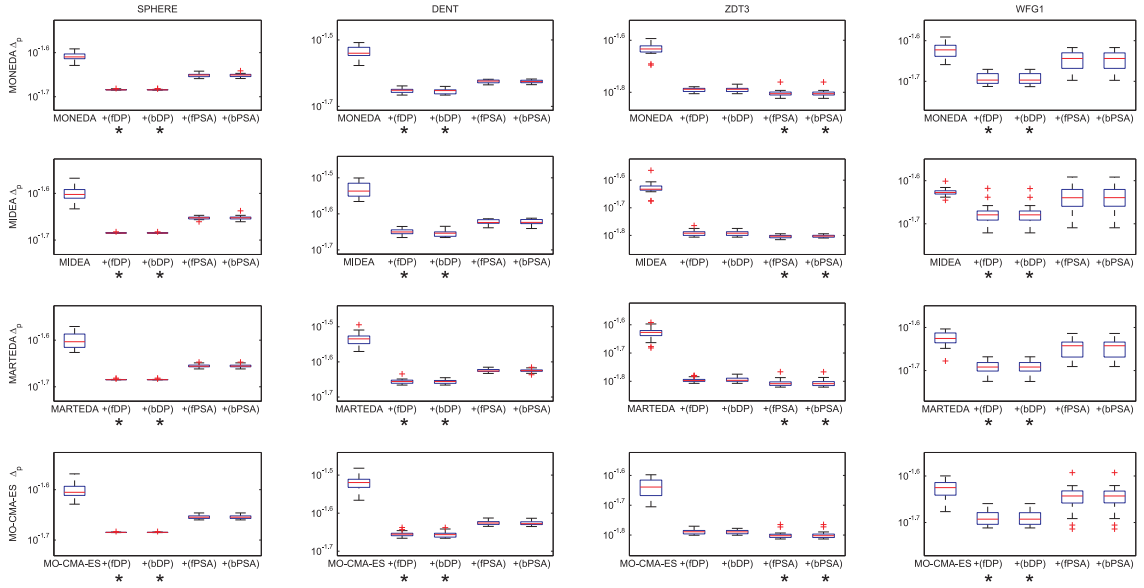 SPHERE DENT ZDT3 WFG1
MONEDA Δp
10^-1.6
10^-1.7
MONEDA +(fDP) +(bDP) +(fPSA) +(bPSA)
* *
10^-1.5
10^-1.7
MONEDA +(fDP) +(bDP) +(fPSA) +(bPSA)
* *
10^-1.6
10^-1.8
MONEDA +(fDP) +(bDP) +(fPSA) +(bPSA)
* *
10^-1.6
10^-1.7
MONEDA +(fDP) +(bDP) +(fPSA) +(bPSA)
* *
MIDEA Δp
10^-1.6
10^-1.7
MIDEA +(fDP) +(bDP) +(fPSA) +(bPSA)
* *
10^-1.5
10^-1.6
10^-1.7
MIDEA +(fDP) +(bDP) +(fPSA) +(bPSA)
* *
10^-1.6
10^-1.8
MIDEA +(fDP) +(bDP) +(fPSA) +(bPSA)
* *
10^-1.6
10^-1.7
MIDEA +(fDP) +(bDP) +(fPSA) +(bPSA)
* *
MARTEDA Δp
10^-1.6
10^-1.7
MARTEDA +(fDP) +(bDP) +(fPSA) +(bPSA)
* *
10^-1.5
10^-1.6
10^-1.7
MARTEDA +(fDP) +(bDP) +(fPSA) +(bPSA)
* *
10^-1.6
10^-1.8
MARTEDA +(fDP) +(bDP) +(fPSA) +(bPSA)
* *
10^-1.6
10^-1.7
MARTEDA +(fDP) +(bDP) +(fPSA) +(bPSA)
* *
MO-CMA-ES Δp
10^-1.6
10^-1.7
MO-CMA-ES +(fDP) +(bDP) +(fPSA) +(bPSA)
* *
10^-1.5
10^-1.6
10^-1.7
MO-CMA-ES +(fDP) +(bDP) +(fPSA) +(bPSA)
* *
10^-1.6
10^-1.8
MO-CMA-ES +(fDP) +(bDP) +(fPSA) +(bPSA)
* *
10^-1.6
10^-1.7
MO-CMA-ES +(fDP) +(bDP) +(fPSA) +(bPSA)
* *